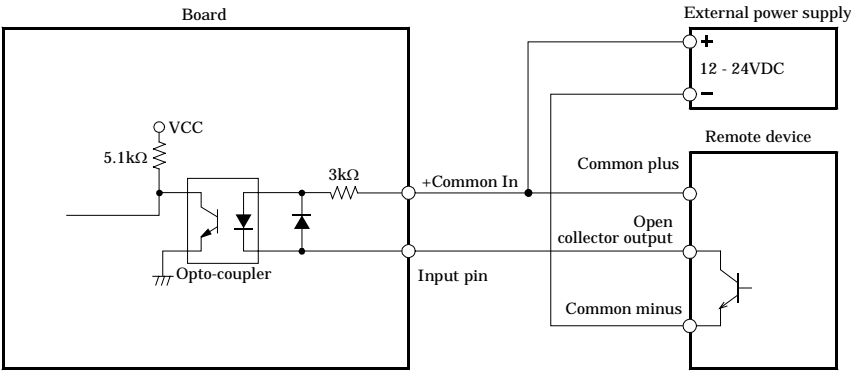 Board
External power supply
+
12 - 24VDC
−
VCC
5.1kΩ
Remote device
3kΩ
+Common In
Common plus
Open
collector output
Opto-coupler
Input pin
Common minus